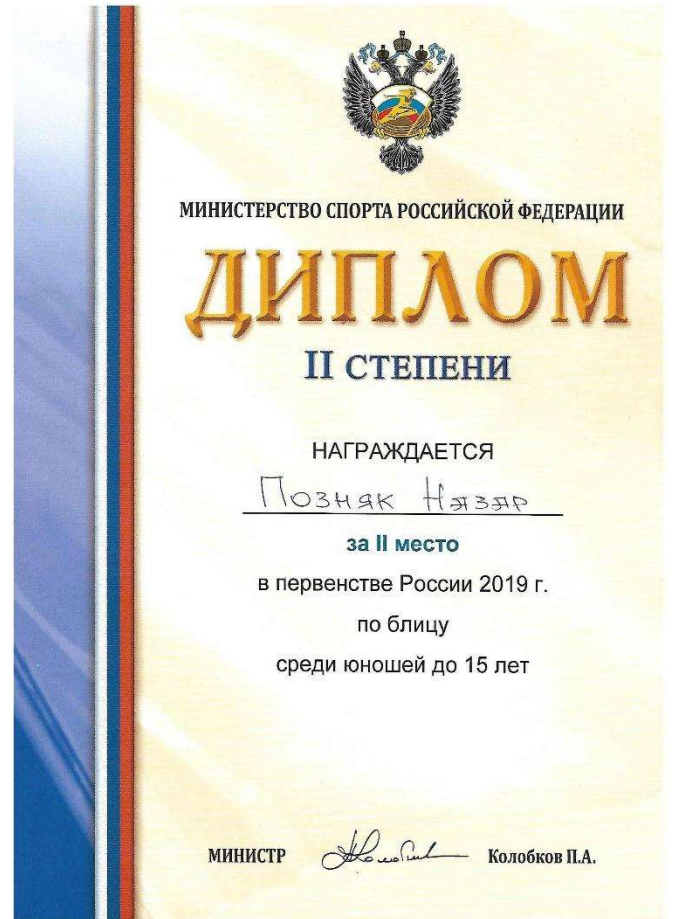 МИНИСТЕРСТВО СПОРТА РОССИЙСКОЙ ФЕДЕРАЦИИ
ДИПЛОМ
II СТЕПЕНИ
НАГРАЖДАЕТСЯ
Позняк Назар
за II место
в первенстве России 2019 г.
по блицу
среди юношей до 15 лет
МИНИСТР Колобков П.А.